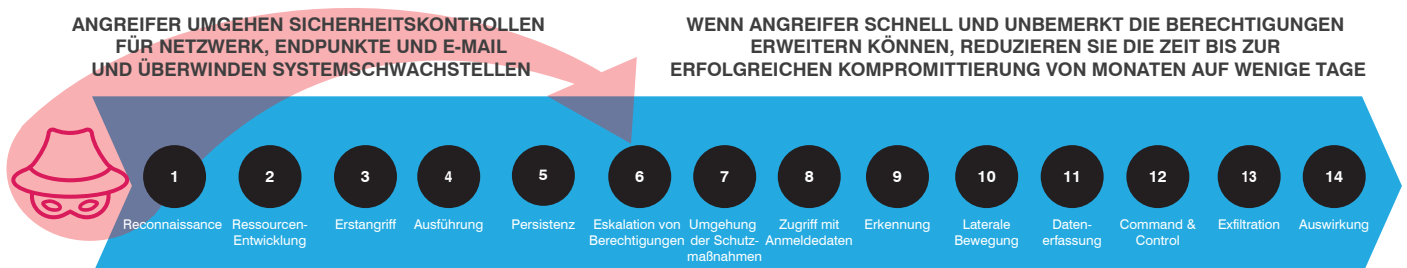 ANGREIFER UMGEHEN SICHERHEITSKONTROLLEN
FÜR NETZWERK, ENDPUNKTE UND E-MAIL
UND ÜBERWINDEN SYSTEMSCHWACHSTELLEN
WENN ANGREIFER SCHNELL UND UNBEMERKT DIE BERECHTIGUNGEN
ERWEITERN KÖNNEN, REDUZIEREN SIE DIE ZEIT BIS ZUR
ERFOLGREICHEN KOMPROMITTIERUNG VON MONATEN AUF WENIGE TAGE
1
Reconnaissance
2
Ressourcen-
Entwicklung
3
Erstangriff
4
Ausführung
5
Persistenz
6
Eskalation von
Berechtigungen
7
Umgehung
der Schutz-
maßnahmen
8
Zugriff mit
Anmeldedaten
9
Erkennung
10
Laterale
Bewegung
11
Daten-
erfassung
12
Command &
Control
13
Exfiltration
14
Auswirkung